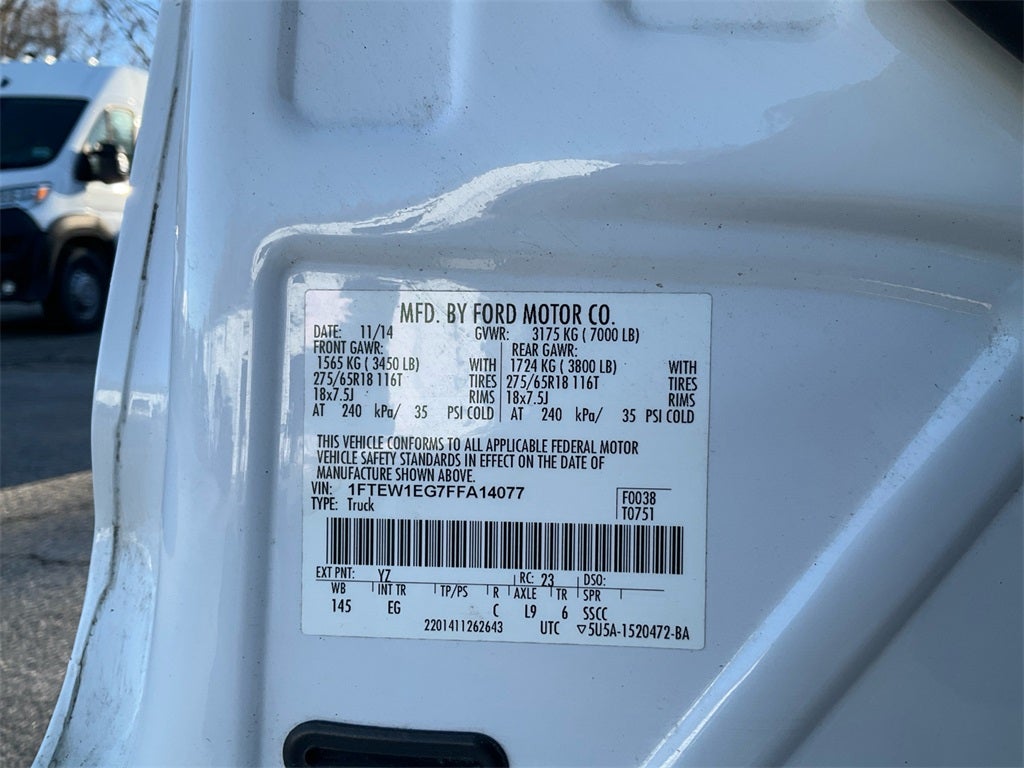 MFD. BY FORD MOTOR CO.
DATE: 11/14 GVWR: 3175 KG ( 7000 LB)
FRONT GAWR: REAR GAWR:
1565 KG ( 3450 LB) WITH 1724 KG ( 3800 LB) WITH
275/65R18 116T TIRES 275/65R18 116T TIRES
18x7.5J RIMS 18x7.5J RIMS
AT 240 kPa/ 35 PSI COLD AT 240 kPa/ 35 PSI COLD
THIS VEHICLE CONFORMS TO ALL APPLICABLE FEDERAL MOTOR
VEHICLE SAFETY STANDARDS IN EFFECT ON THE DATE OF
MANUFACTURE SHOWN ABOVE.
VIN: 1FTEW1EG7FFA14077 F0038
TYPE: Truck T0751
EXT PNT: YZ RC: 23 DSO:
WB INT TR TP/PS R AXLE TR SPR
145 EG C L9 6 SSCC
2201411262643 UTC ▽5U5A-1520472-BA